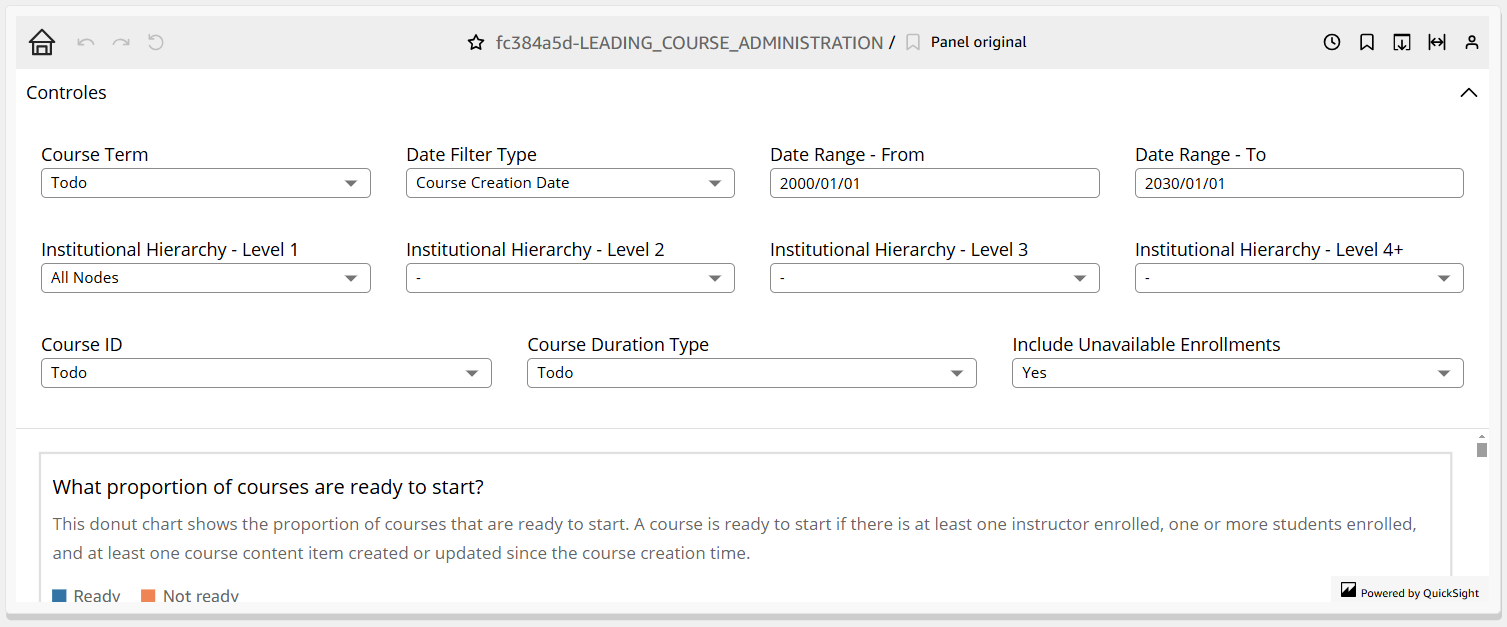 fc384a5d-LEADING_COURSE_ADMINISTRATION / Panel original
Controles
Course Term
Date Filter Type
Date Range - From
Date Range - To
Todo
Course Creation Date
2000/01/01
2030/01/01
Institutional Hierarchy - Level 1
Institutional Hierarchy - Level 2
Institutional Hierarchy - Level 3
Institutional Hierarchy - Level 4+
All Nodes
-
-
-
Course ID
Course Duration Type
Include Unavailable Enrollments
Todo
Todo
Yes
What proportion of courses are ready to start?
This donut chart shows the proportion of courses that are ready to start. A course is ready to start if there is at least one instructor enrolled, one or more students enrolled,
and at least one course content item created or updated since the course creation time.
Ready
Not ready
Powered by QuickSight